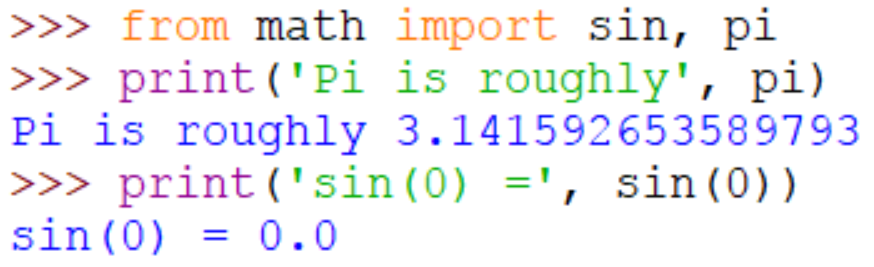 >>> from math import sin, pi
>>> print('Pi is roughly', pi)
Pi is roughly 3.141592653589793
>>> print('sin(0) =', sin(0))
sin(0) = 0.0